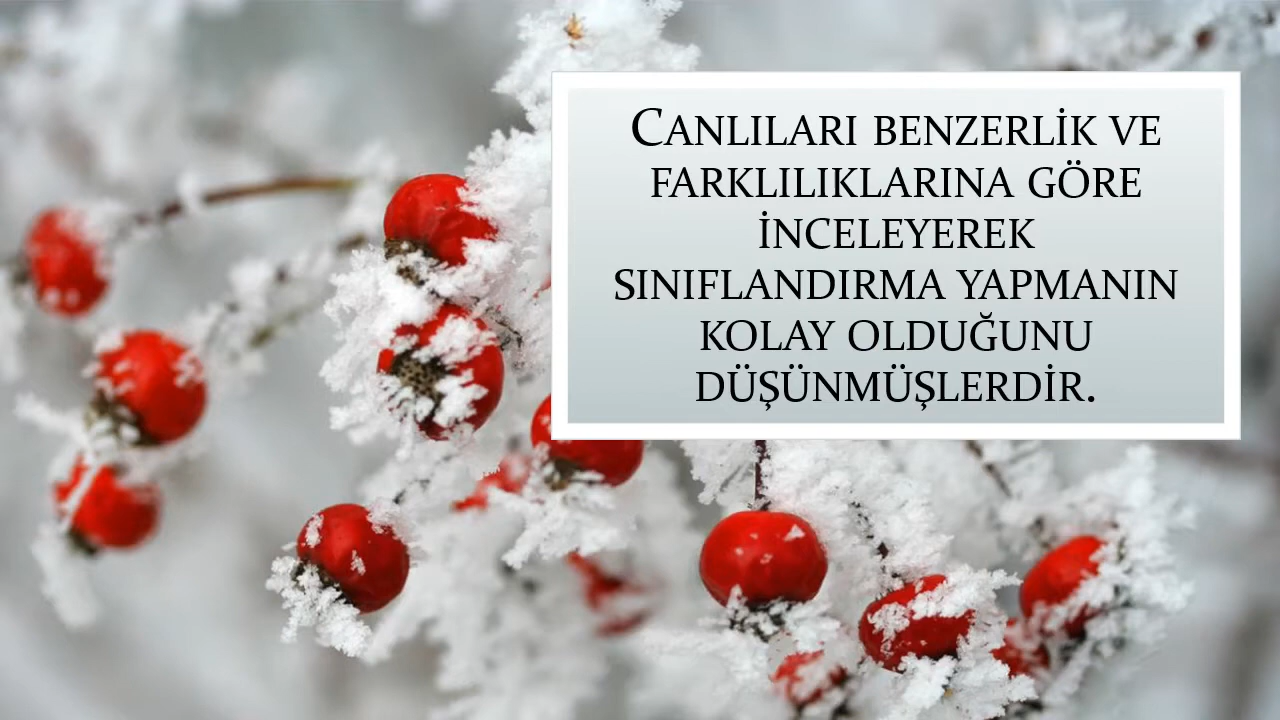 CANLILARI BENZERLİK VE
FARKLILIKLARINA GÖRE
İNCELEYEREK
SINIFLANDIRMA YAPMANIN
KOLAY OLDUĞUNU
DÜŞÜNMÜŞLERDİR.